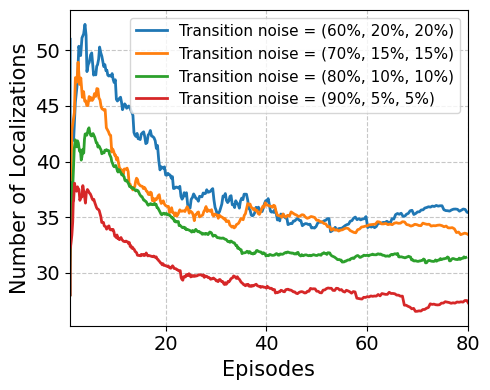 Transition noise = (60%, 20%, 20%)
Transition noise = (70%, 15%, 15%)
Transition noise = (80%, 10%, 10%)
Transition noise = (90%, 5%, 5%)
Number of Localizations
50
45
40
35
30
20
40
60
80
Episodes